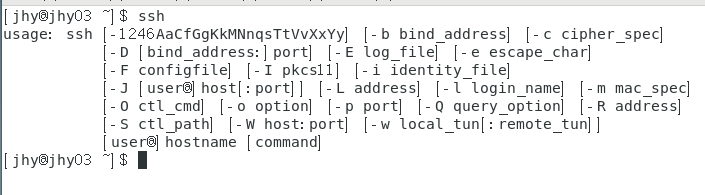 [jhy@jhy03 ~]$ ssh
usage: ssh [-1246AaCfGgKkMNnqsTtVvXxYy] [-b bind_address] [-c cipher_spec]
           [-D [bind_address:]port] [-E log_file] [-e escape_char]
           [-F configfile] [-I pkcs11] [-i identity_file]
           [-J [user@]host[:port]] [-L address] [-l login_name] [-m mac_spec]
           [-O ctl_cmd] [-o option] [-p port] [-Q query_option] [-R address]
           [-S ctl_path] [-W host:port] [-w local_tun[:remote_tun]]
           [user@]hostname [command]
[jhy@jhy03 ~]$